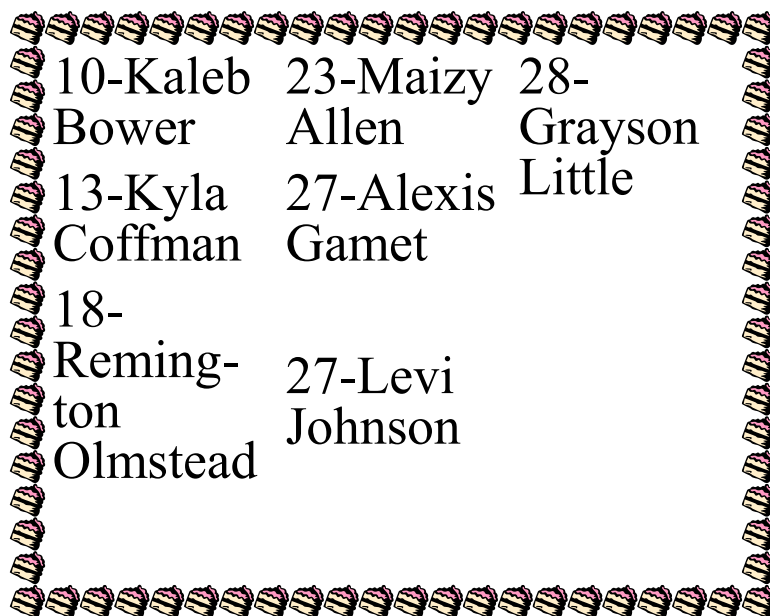 10-Kaleb
Bower
13-Kyla
Coffman
18-
Reming-
ton
Olmstead
23-Maizy
Allen
27-Alexis
Gamet
27-Levi
Johnson
28-
Grayson
Little